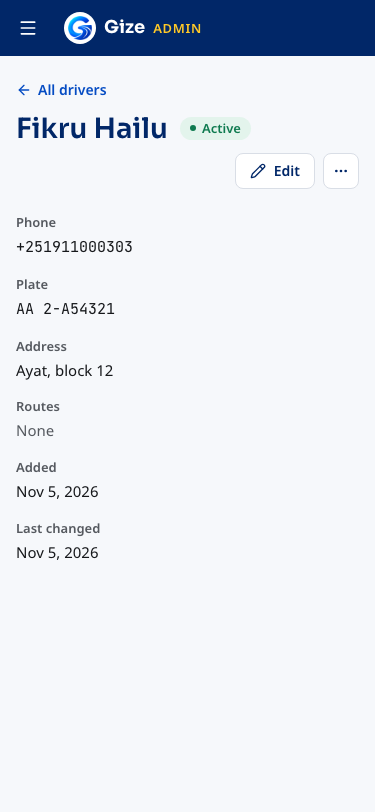 Gize ADMIN
All drivers
Fikru Hailu Active
Edit
Phone
+251911000303
Plate
AA 2-A54321
Address
Ayat, block 12
Routes
None
Added
Nov 5, 2026
Last changed
Nov 5, 2026